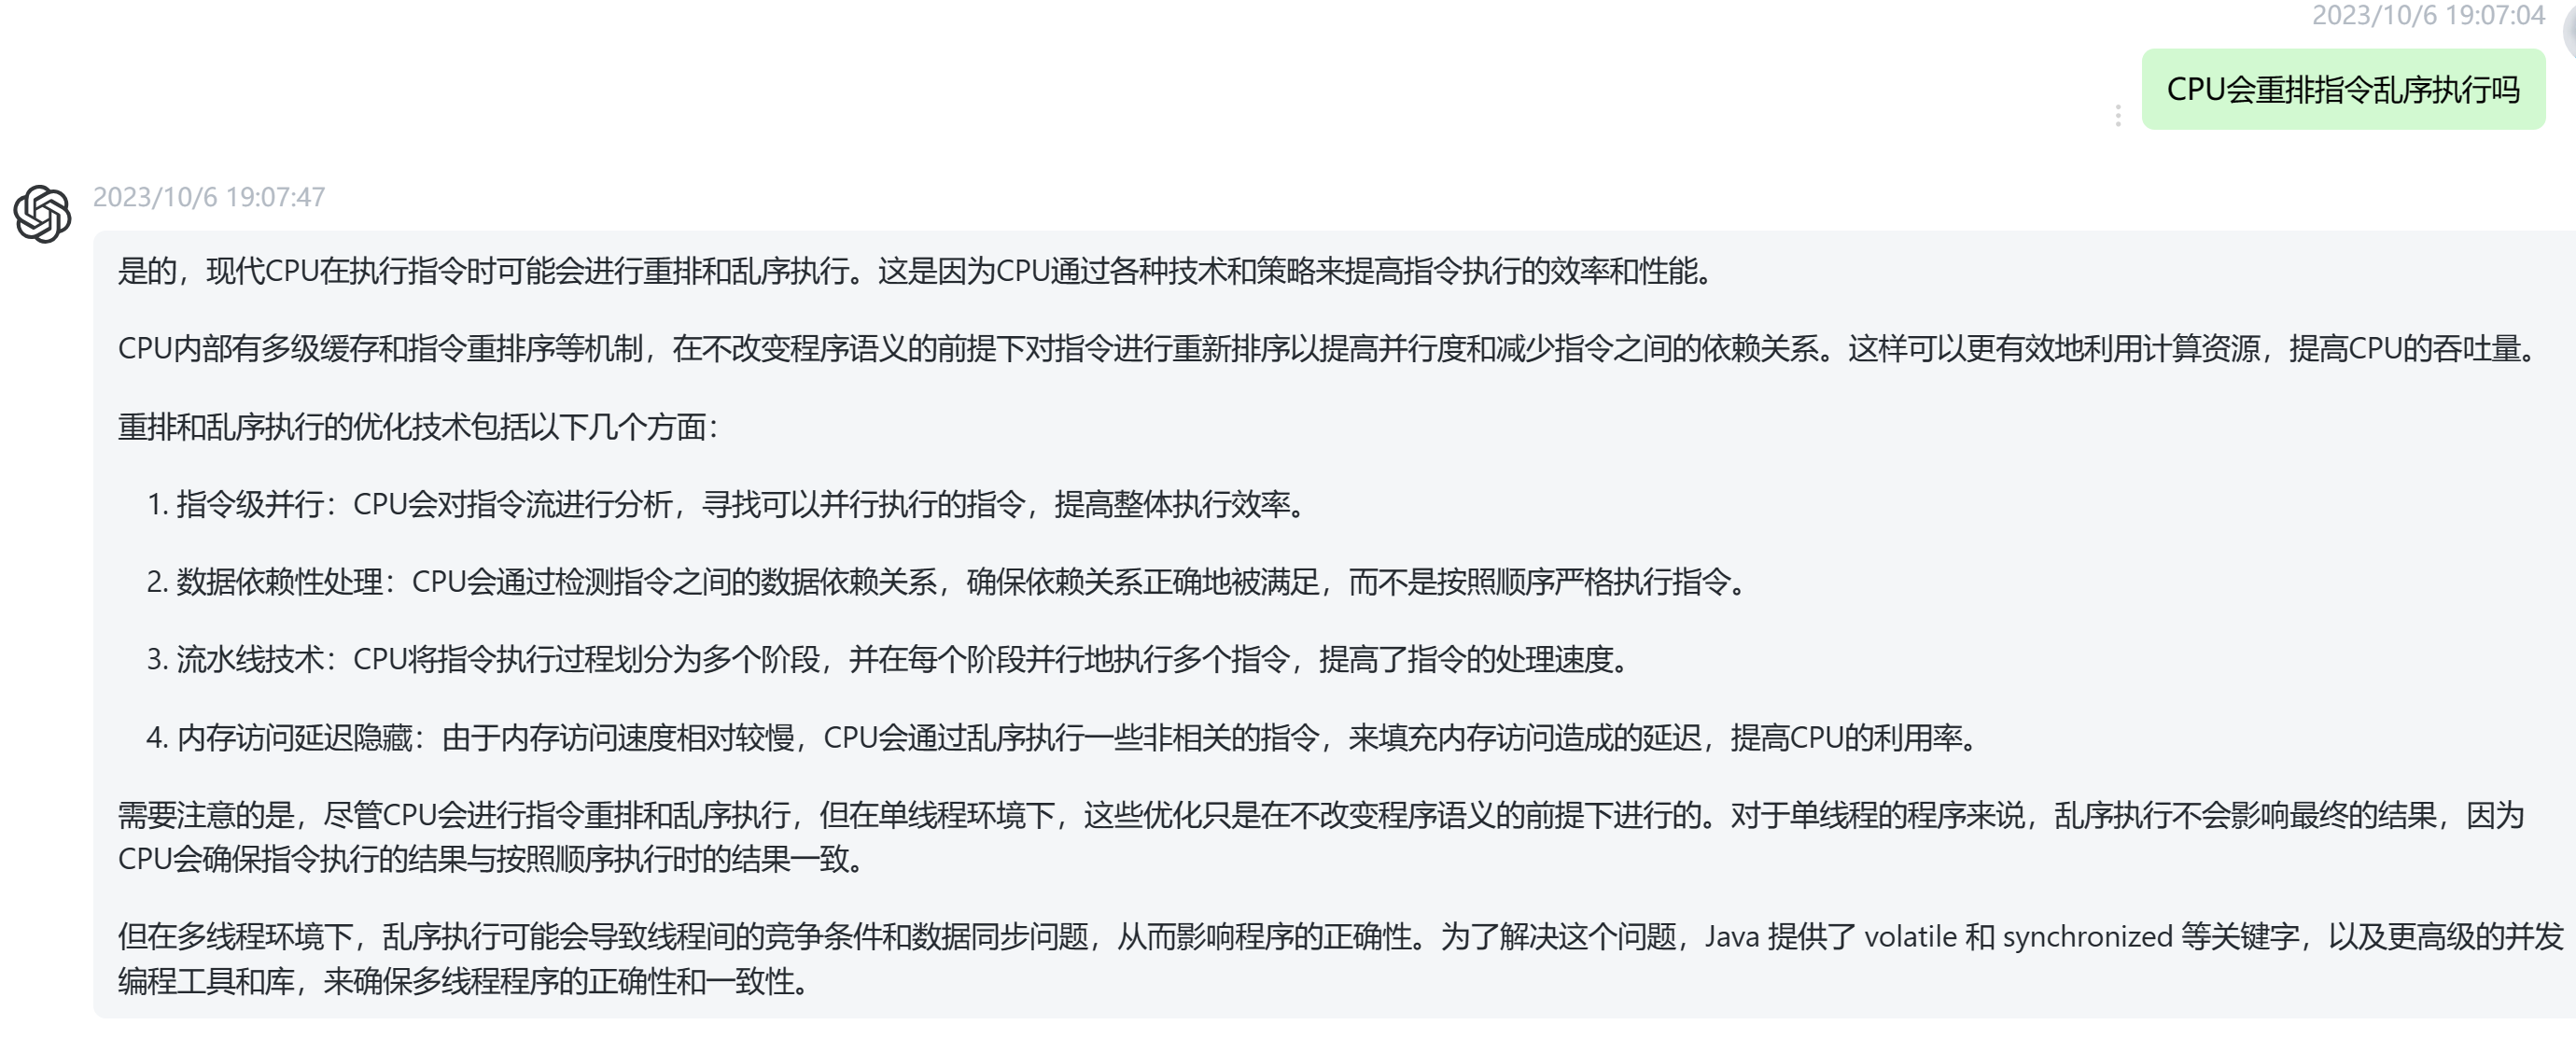 2023/10/6 19:07:04
CPU会重排指令乱序执行吗
2023/10/6 19:07:47
是的，现代CPU在执行指令时可能会进行重排和乱序执行。这是因为CPU通过各种技术和策略来提高指令执行的效率和性能。
CPU内部有多级缓存和指令重排序等机制，在不改变程序语义的前提下对指令进行重新排序以提高并行度和减少指令之间的依赖关系。这样可以更有效地利用计算资源，提高CPU的吞吐量。
重排和乱序执行的优化技术包括以下几个方面：
1. 指令级并行：CPU会对指令流进行分析，寻找可以并行执行的指令，提高整体执行效率。
2. 数据依赖性处理：CPU会通过检测指令之间的数据依赖关系，确保依赖关系正确地被满足，而不是按照顺序严格执行指令。
3. 流水线技术：CPU将指令执行过程划分为多个阶段，并在每个阶段并行地执行多个指令，提高了指令的处理速度。
4. 内存访问延迟隐藏：由于内存访问速度相对较慢，CPU会通过乱序执行一些非相关的指令，来填充内存访问造成的延迟，提高CPU的利用率。
需要注意的是，尽管CPU会进行指令重排和乱序执行，但在单线程环境下，这些优化只是在不改变程序语义的前提下进行的。对于单线程的程序来说，乱序执行不会影响最终的结果，因为
CPU会确保指令执行的结果与按照顺序执行时的结果一致。
但在多线程环境下，乱序执行可能会导致线程间的竞争条件和数据同步问题，从而影响程序的正确性。为了解决这个问题，Java 提供了 volatile 和 synchronized 等关键字，以及更高级的并发
编程工具和库，来确保多线程程序的正确性和一致性。